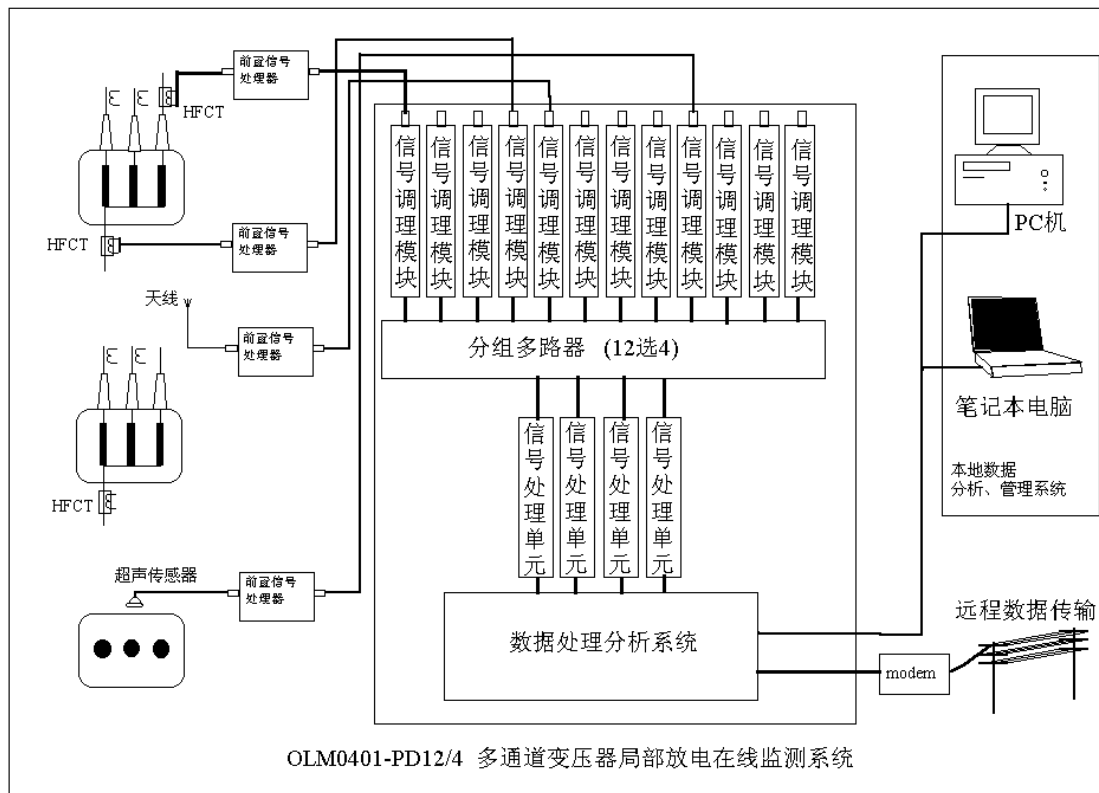 前置信号
处理器
HFCT
HFCT
前置信号
处理器
天线
前置信号
处理器
HFCT
超声传感器
前置信号
处理器
信号调理模块
信号调理模块
信号调理模块
信号调理模块
信号调理模块
信号调理模块
信号调理模块
信号调理模块
信号调理模块
信号调理模块
信号调理模块
信号调理模块
分组多路器 (12选4)
信号处理单元
信号处理单元
信号处理单元
信号处理单元
数据处理分析系统
PC机
笔记本电脑
本地数据
分析、管理系统
远程数据传输
modem
OLM0401-PD12/4 多通道变压器局部放电在线监测系统